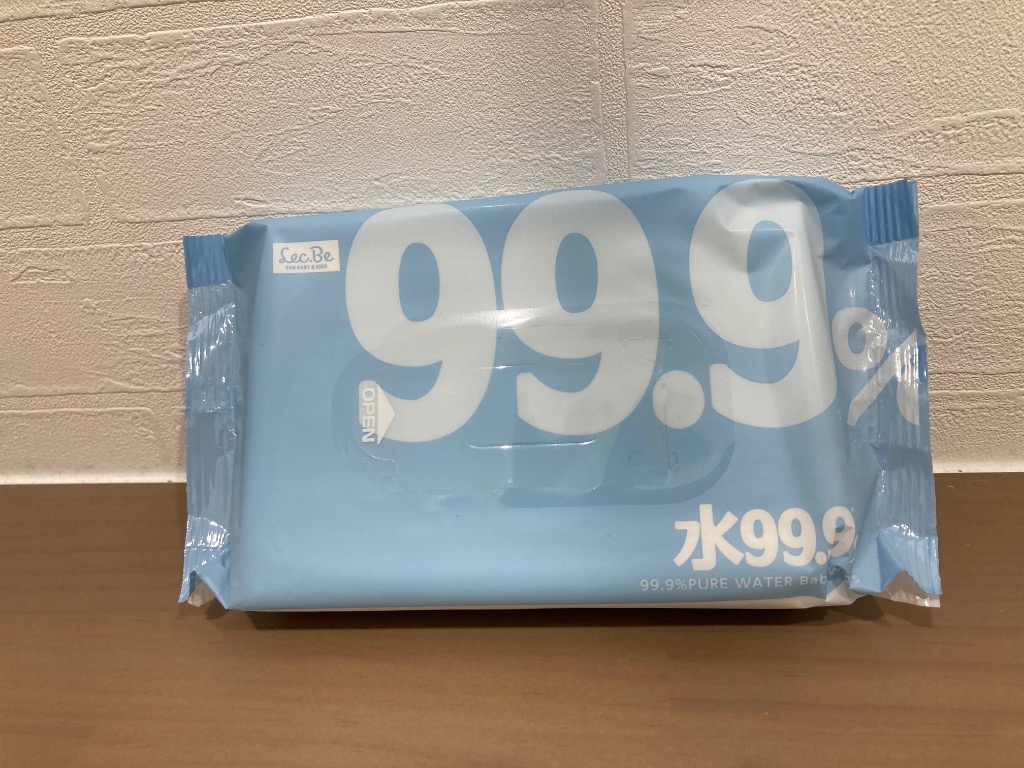 Lec.Be
FOR BABY & KIDS
99.9%
OPEN
水99.9
99.9%PURE WATER